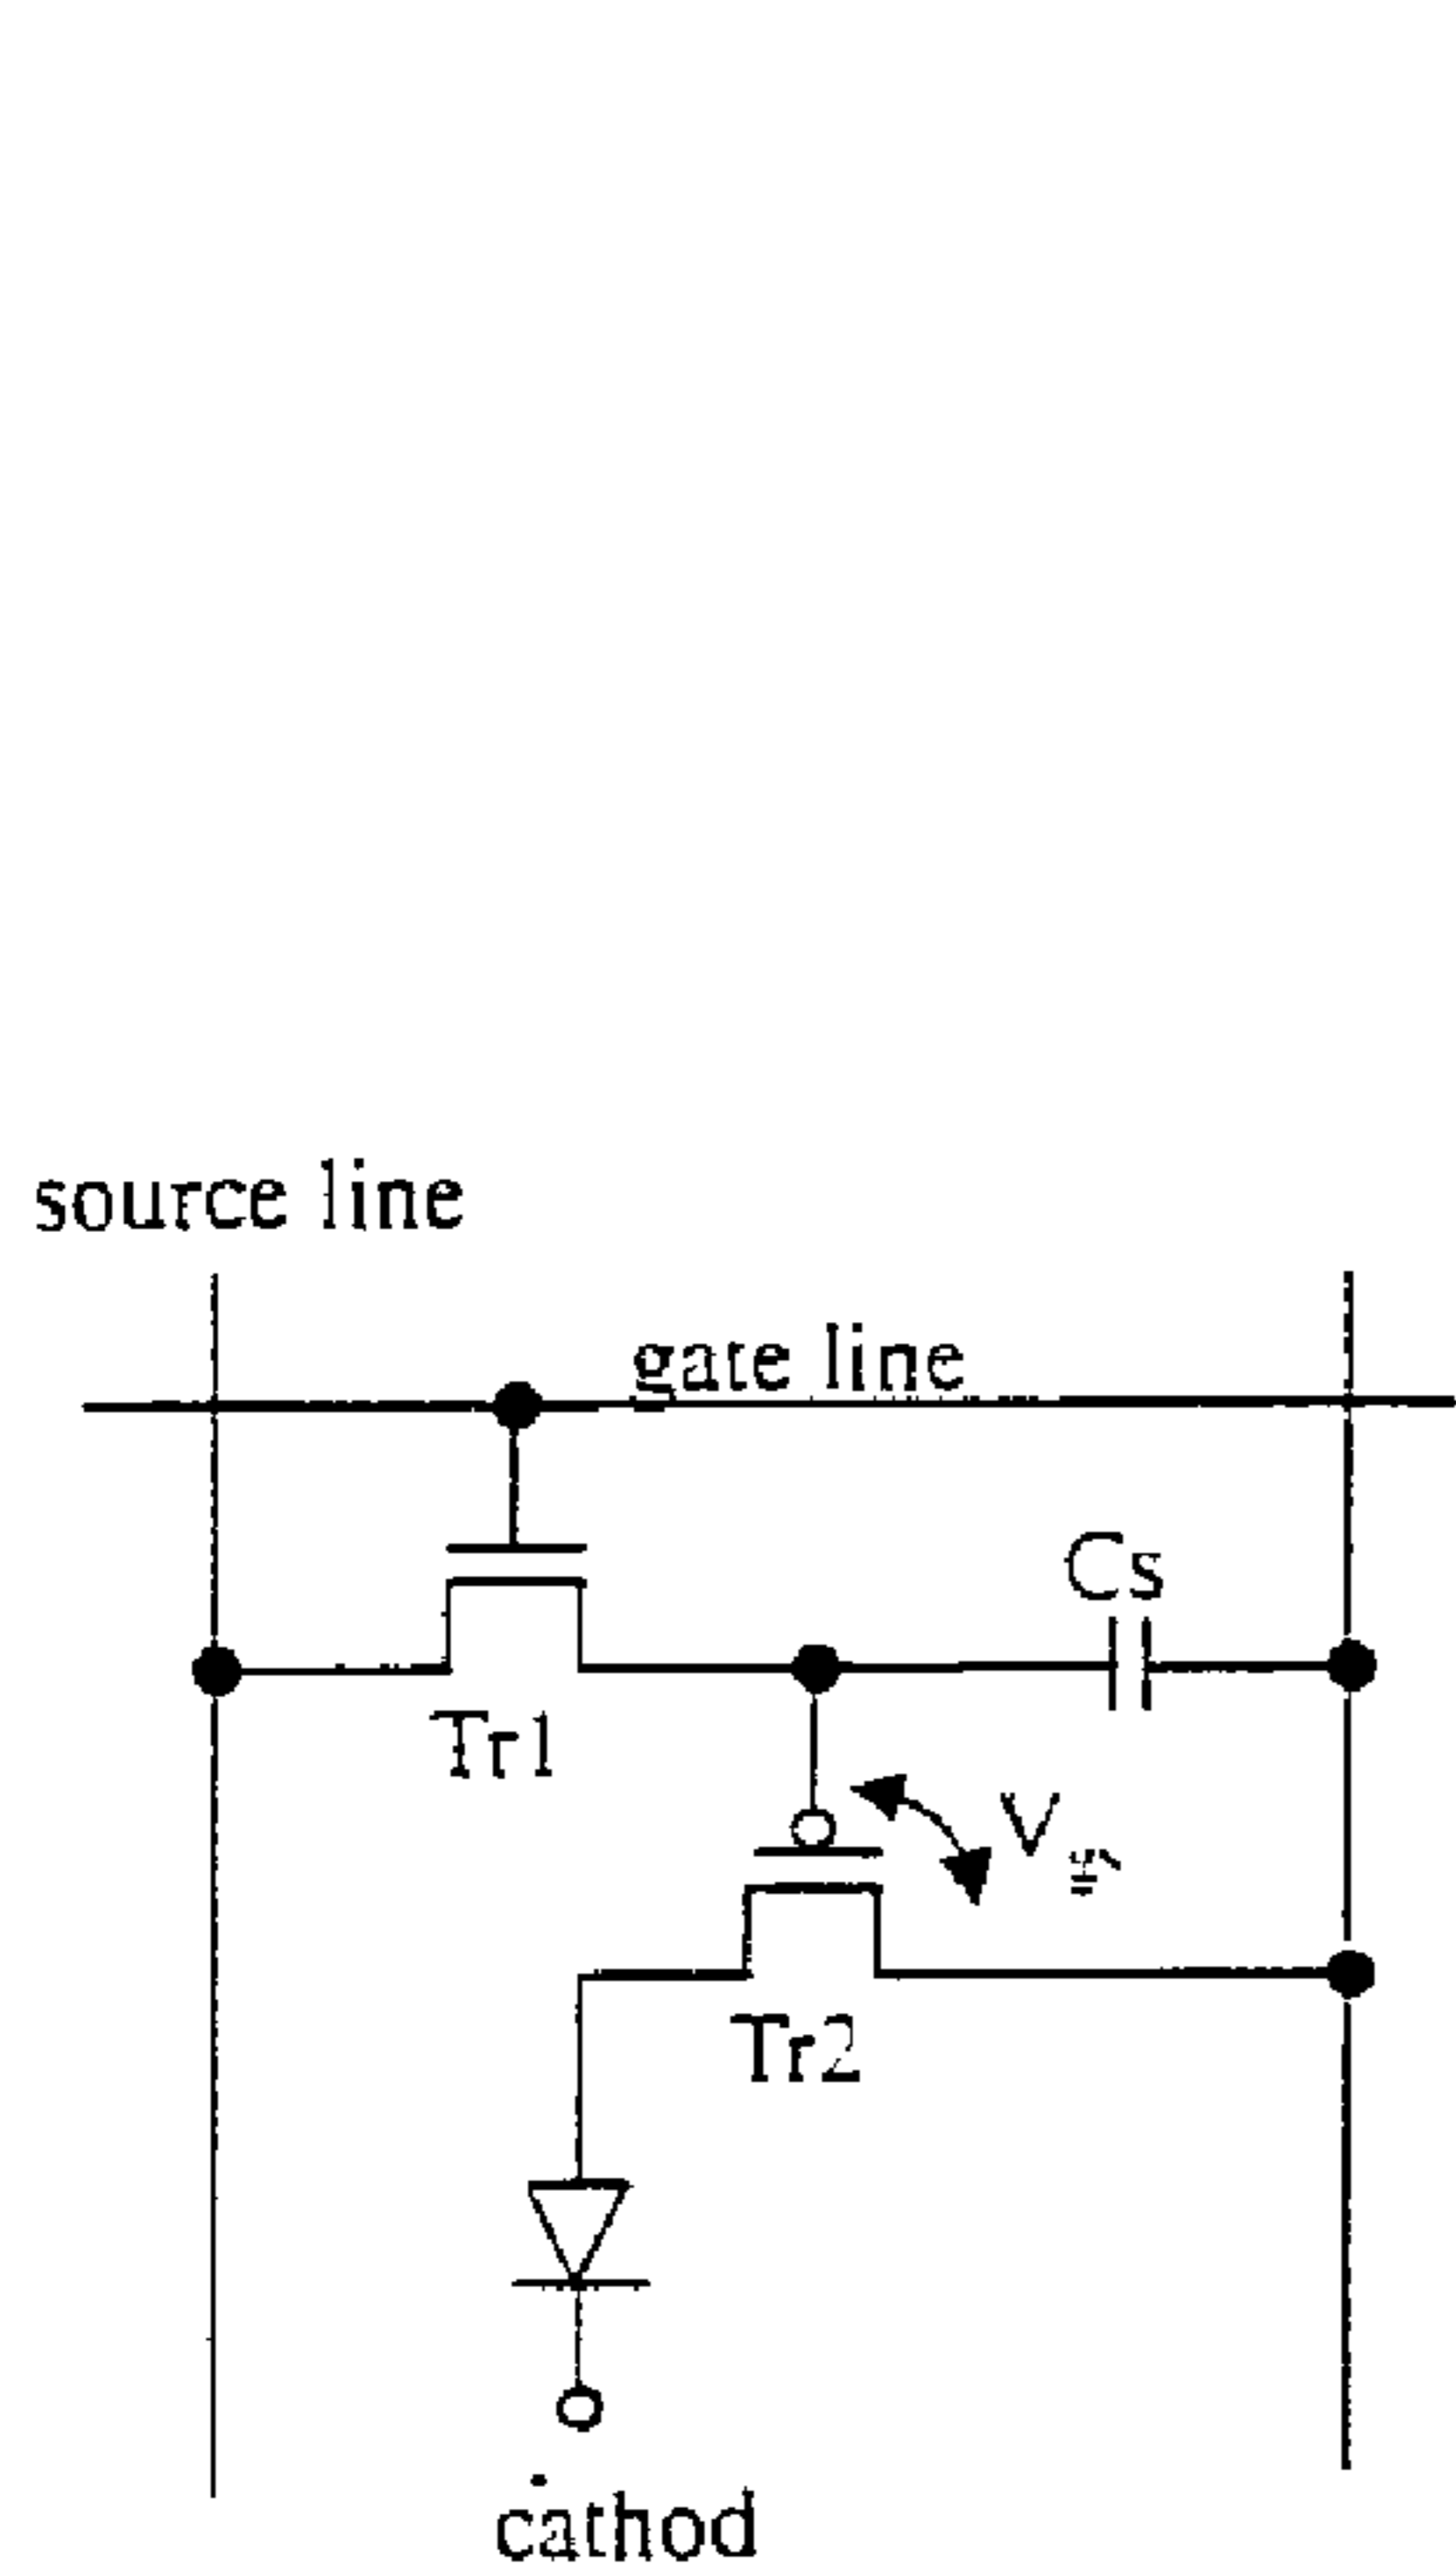 source line
gate line
Cs
Tr1
V
Tr2
cathod